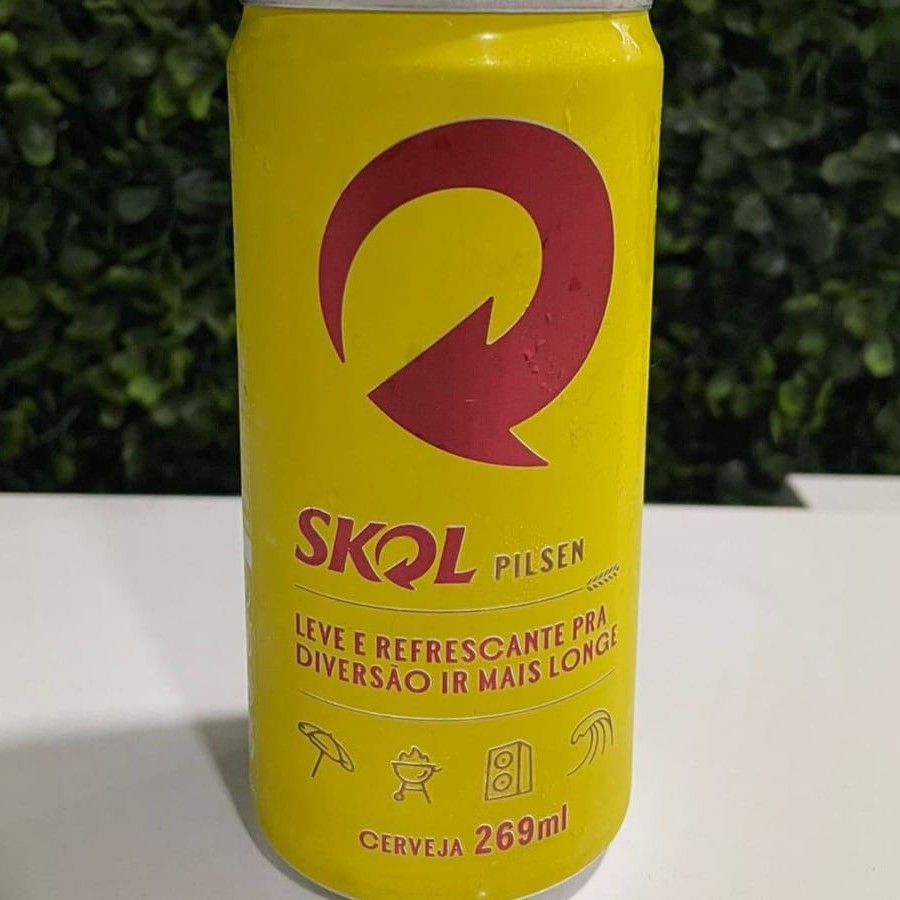 SKOL PILSEN
LEVE E REFRESCANTE PRA
DIVERSÃO IR MAIS LONGE
CERVEJA 269ml